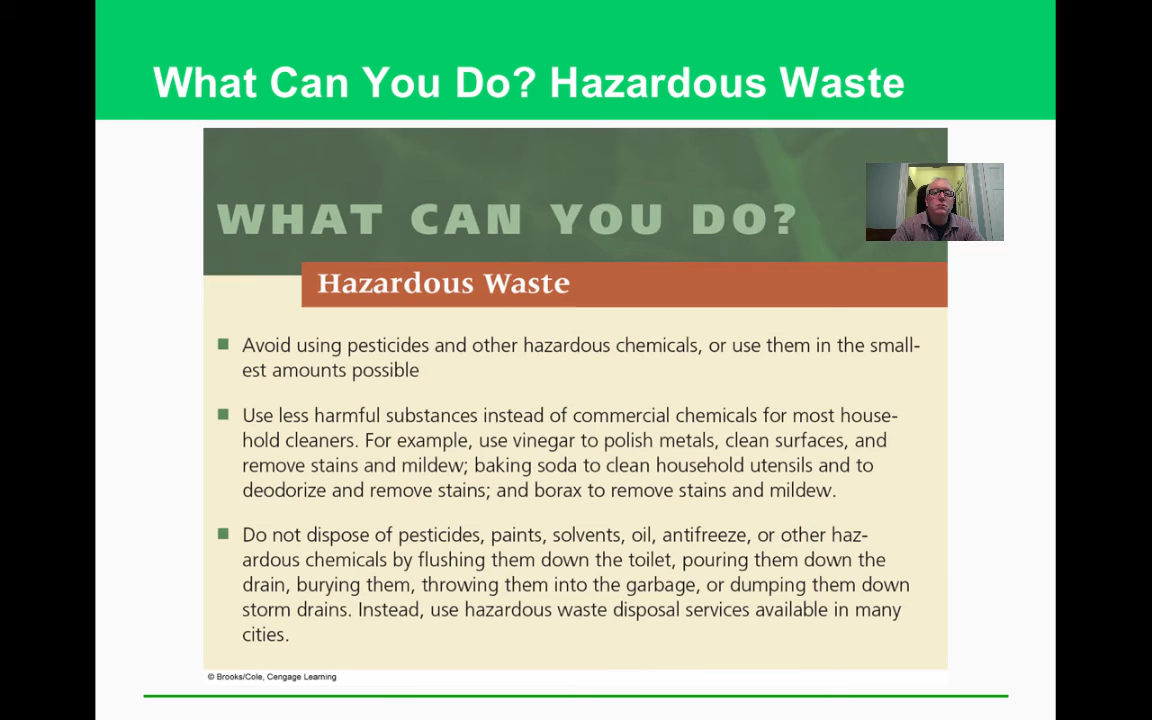 What Can You Do? Hazardous Waste
WHAT CAN YOU DO?
Hazardous Waste
Avoid using pesticides and other hazardous chemicals, or use them in the small-
est amounts possible
Use less harmful substances instead of commercial chemicals for most house-
hold cleaners. For example, use vinegar to polish metals, clean surfaces, and
remove stains and mildew; baking soda to clean household utensils and to
deodorize and remove stains; and borax to remove stains and mildew.
Do not dispose of pesticides, paints, solvents, oil, antifreeze, or other haz-
ardous chemicals by flushing them down the toilet, pouring them down the
drain, burying them, throwing them into the garbage, or dumping them down
storm drains. Instead, use hazardous waste disposal services available in many
cities.
© Brooks/Cole, Cengage Learning